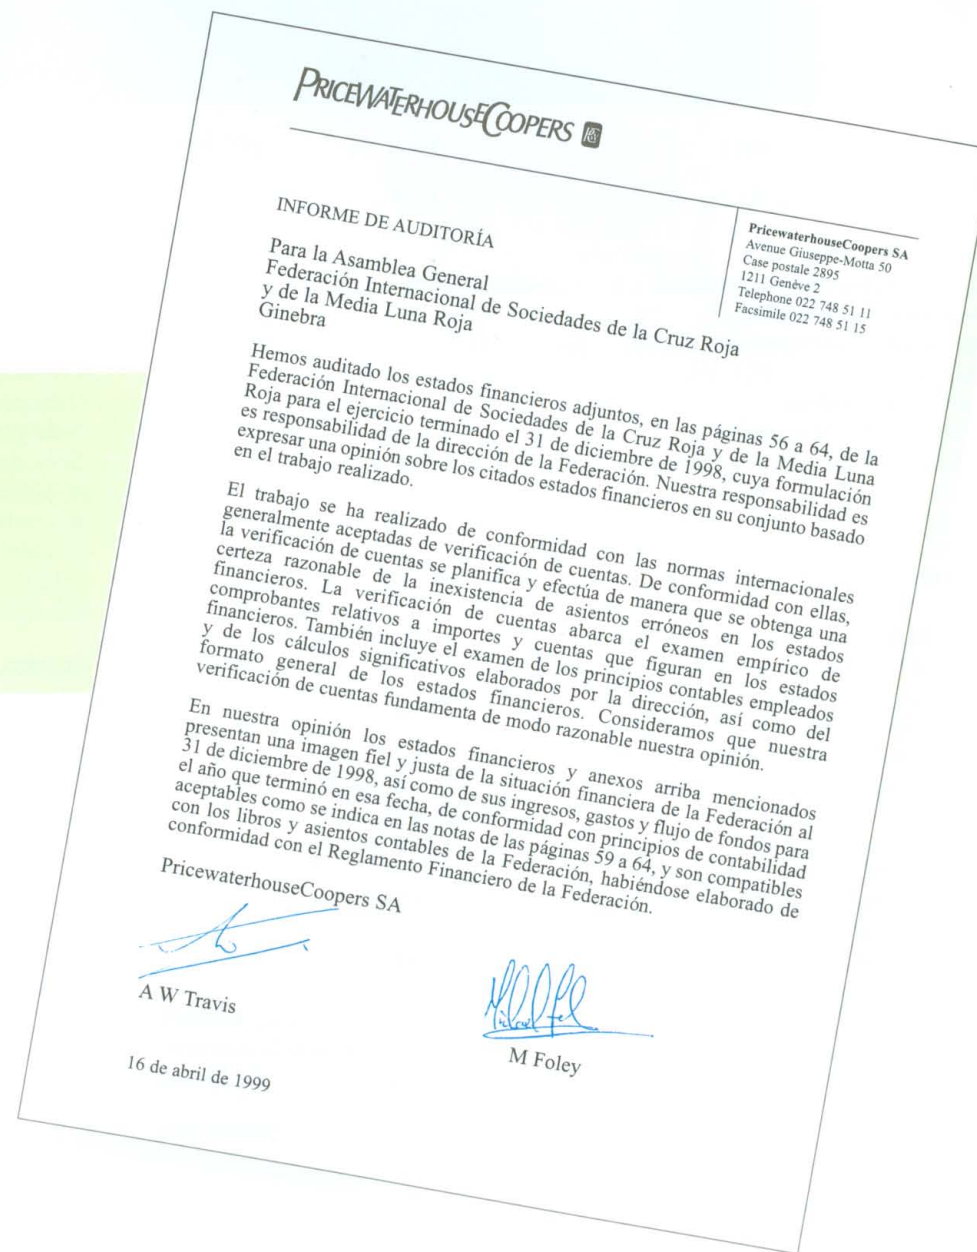 PRICEWATERHOUSECOOPERS
INFORME DE AUDITORÍA
PricewaterhouseCoopers SA
Avenue Giuseppe-Motta 50
Case postale 2895
1211 Genève 2
Telephone 022 748 51 11
Facsimile 022 748 51 15
Para la Asamblea General
Federación Internacional de Sociedades de la Cruz Roja
y de la Media Luna Roja
Ginebra
Hemos auditado los estados financieros adjuntos, en las páginas 56 a 64, de la
Federación Internacional de Sociedades de la Cruz Roja y de la Media Luna
Roja para el ejercicio terminado el 31 de diciembre de 1998, cuya formulación
es responsabilidad de la dirección de la Federación. Nuestra responsabilidad es
expresar una opinión sobre los citados estados financieros en su conjunto basado
en el trabajo realizado.
El trabajo se ha realizado de conformidad con las normas internacionales
generalmente aceptadas de verificación de cuentas. De conformidad con ellas,
la verificación de cuentas se planifica y efectúa de manera que se obtenga una
certeza razonable de la inexistencia de asientos erróneos en los estados
financieros. La verificación de cuentas abarca el examen empírico de
comprobantes relativos a importes y cuentas que figuran en los estados
financieros. También incluye el examen de los principios contables empleados
y de los cálculos significativos elaborados por la dirección, así como del
formato general de los estados financieros. Consideramos que nuestra
verificación de cuentas fundamenta de modo razonable nuestra opinión.
En nuestra opinión los estados financieros y anexos arriba mencionados
presentan una imagen fiel y justa de la situación financiera de la Federación al
31 de diciembre de 1998, así como de sus ingresos, gastos y flujo de fondos para
el año que terminó en esa fecha, de conformidad con principios de contabilidad
aceptables como se indica en las notas de las páginas 59 a 64, y son compatibles
con los libros y asientos contables de la Federación, habiéndose elaborado de
conformidad con el Reglamento Financiero de la Federación.
PricewaterhouseCoopers SA
A W Travis
M Foley
16 de abril de 1999